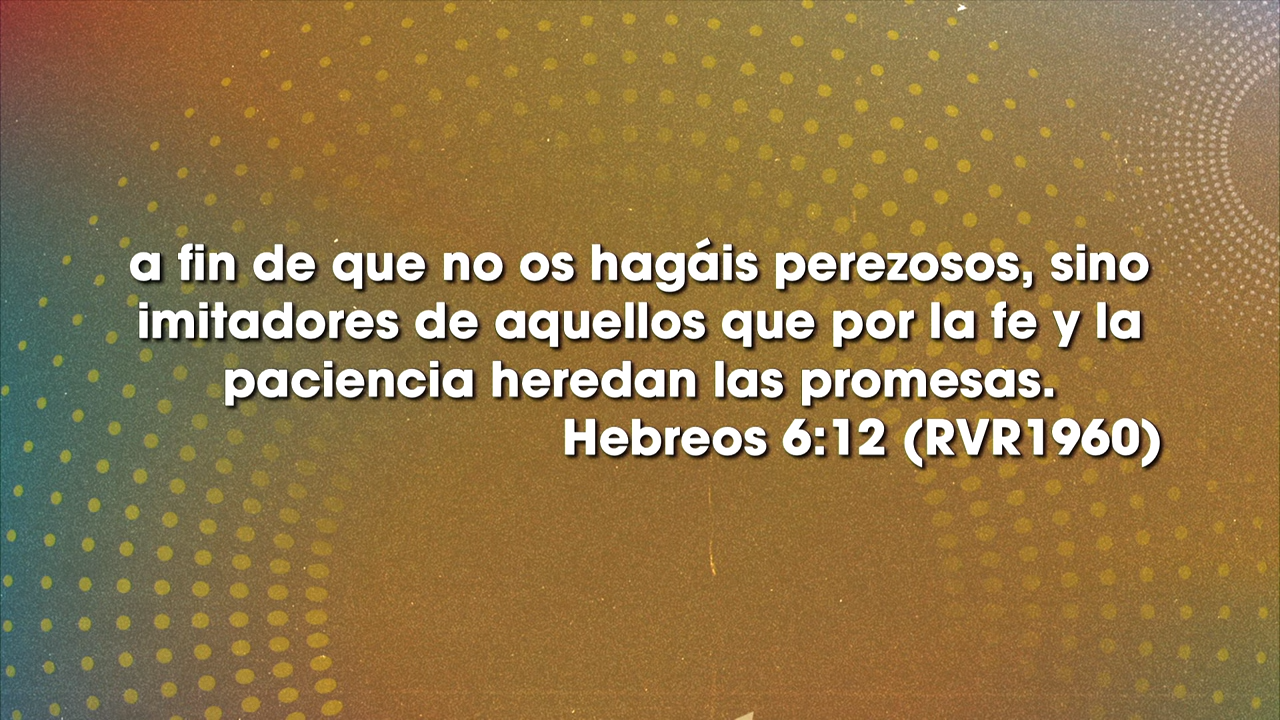 a fin de que no os hagáis perezosos, sino
imitadores de aquellos que por la fe y la
paciencia heredan las promesas.
Hebreos 6:12 (RVR1960)